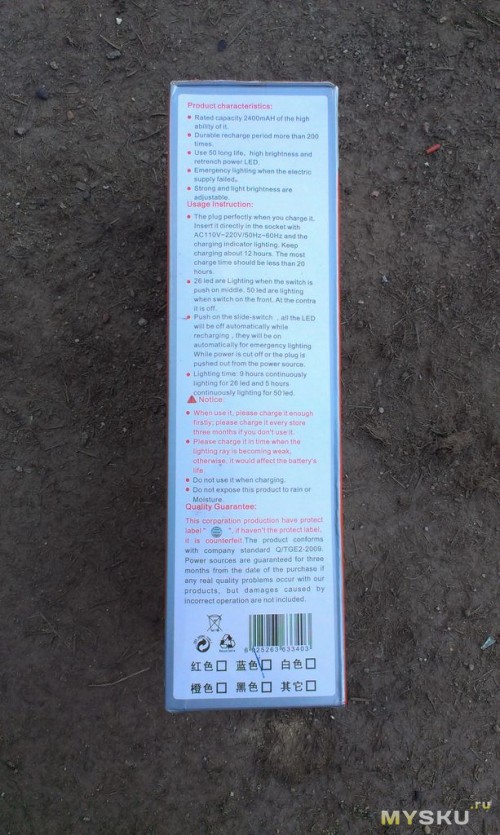 Product characteristics:
• Rated capacity 2400mAH of the high
ability of it.
• Durable recharge period more than 200
times.
• Use 50 long life, high brightness and
retrench power LED.
• Emergency lighting when the electric
supply failed。
• Strong and light brightness are
adjustable.
Usage Instruction:
• The plug perfectly when you charge it.
Insert it directly in the socket with
AC110V~220V/50Hz~60Hz and the
charging indicator lighting. Keep
charging about 12 hours. The most
charge time should be less than 20
hours.
• 26 led are Lighting when the switch is
push on middle. 50 led are lighting
when switch on the front. At the contre
it is off.
• Push on the slide-switch , all the LED
will be off automatically while
recharging , they will be on
automatically for emergency lighting
While power is cut off or the plug is
pushed out from the power source.
• Lighting time: 9 hours continuously
lighting for 26 led and 5 hours
continuously lighting for 50 led.
Notice:
• When use it, please charge it enough
firstly; please charge it every store
three months if you don't use it.
• Please charge it in time when the
lighting ray is becoming weak,
otherwise, it would affect the battery's
life.
• Do not use it when charging.
• Do not expose this product to rain or
Moisture.
Quality Guarantee:
This corporation production have protect
label " ", if haven't the protect label,
it is counterfeit.The product conforms
with company standard Q/TGE2-2009.
Power sources are guaranteed for three
months from the date of the purchase if
any real quality problems occur with our
products, but damages caused by
incorrect operation are not included.
6 925263 633403
红色□ 蓝色□ 白色□
橙色□ 黑色□ 其它□
MYSKU.ru